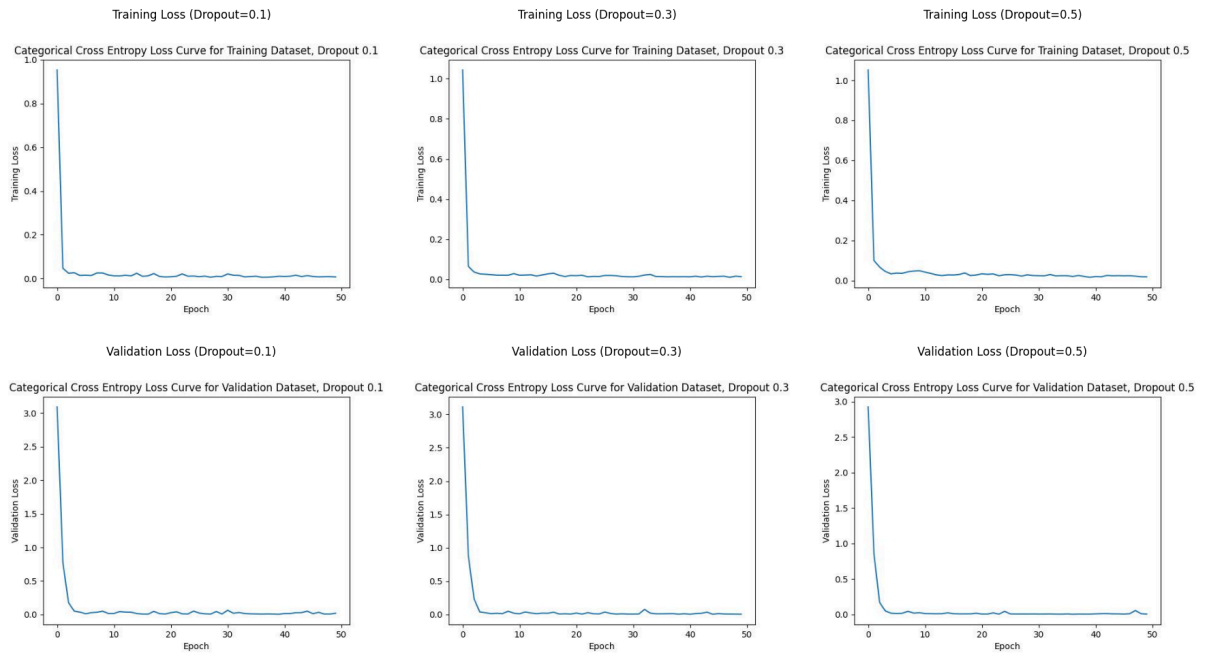 Training Loss (Dropout=0.1)
Training Loss (Dropout=0.3)
Training Loss (Dropout=0.5)
Categorical Cross Entropy Loss Curve for Training Dataset, Dropout 0.1
1.0
0.8
0.6
0.4
0.2
0.0
Training Loss
0 10 20 30 40 50
Epoch
Categorical Cross Entropy Loss Curve for Training Dataset, Dropout 0.3
1.0
0.8
0.6
0.4
0.2
0.0
Training Loss
0 10 20 30 40 50
Epoch
Categorical Cross Entropy Loss Curve for Training Dataset, Dropout 0.5
1.0
0.8
0.6
0.4
0.2
0.0
Training Loss
0 10 20 30 40 50
Epoch
Validation Loss (Dropout=0.1)
Validation Loss (Dropout=0.3)
Validation Loss (Dropout=0.5)
Categorical Cross Entropy Loss Curve for Validation Dataset, Dropout 0.1
3.0
2.5
2.0
1.5
1.0
0.5
0.0
Validation Loss
0 10 20 30 40 50
Epoch
Categorical Cross Entropy Loss Curve for Validation Dataset, Dropout 0.3
3.0
2.5
2.0
1.5
1.0
0.5
0.0
Validation Loss
0 10 20 30 40 50
Epoch
Categorical Cross Entropy Loss Curve for Validation Dataset, Dropout 0.5
3.0
2.5
2.0
1.5
1.0
0.5
0.0
Validation Loss
0 10 20 30 40 50
Epoch